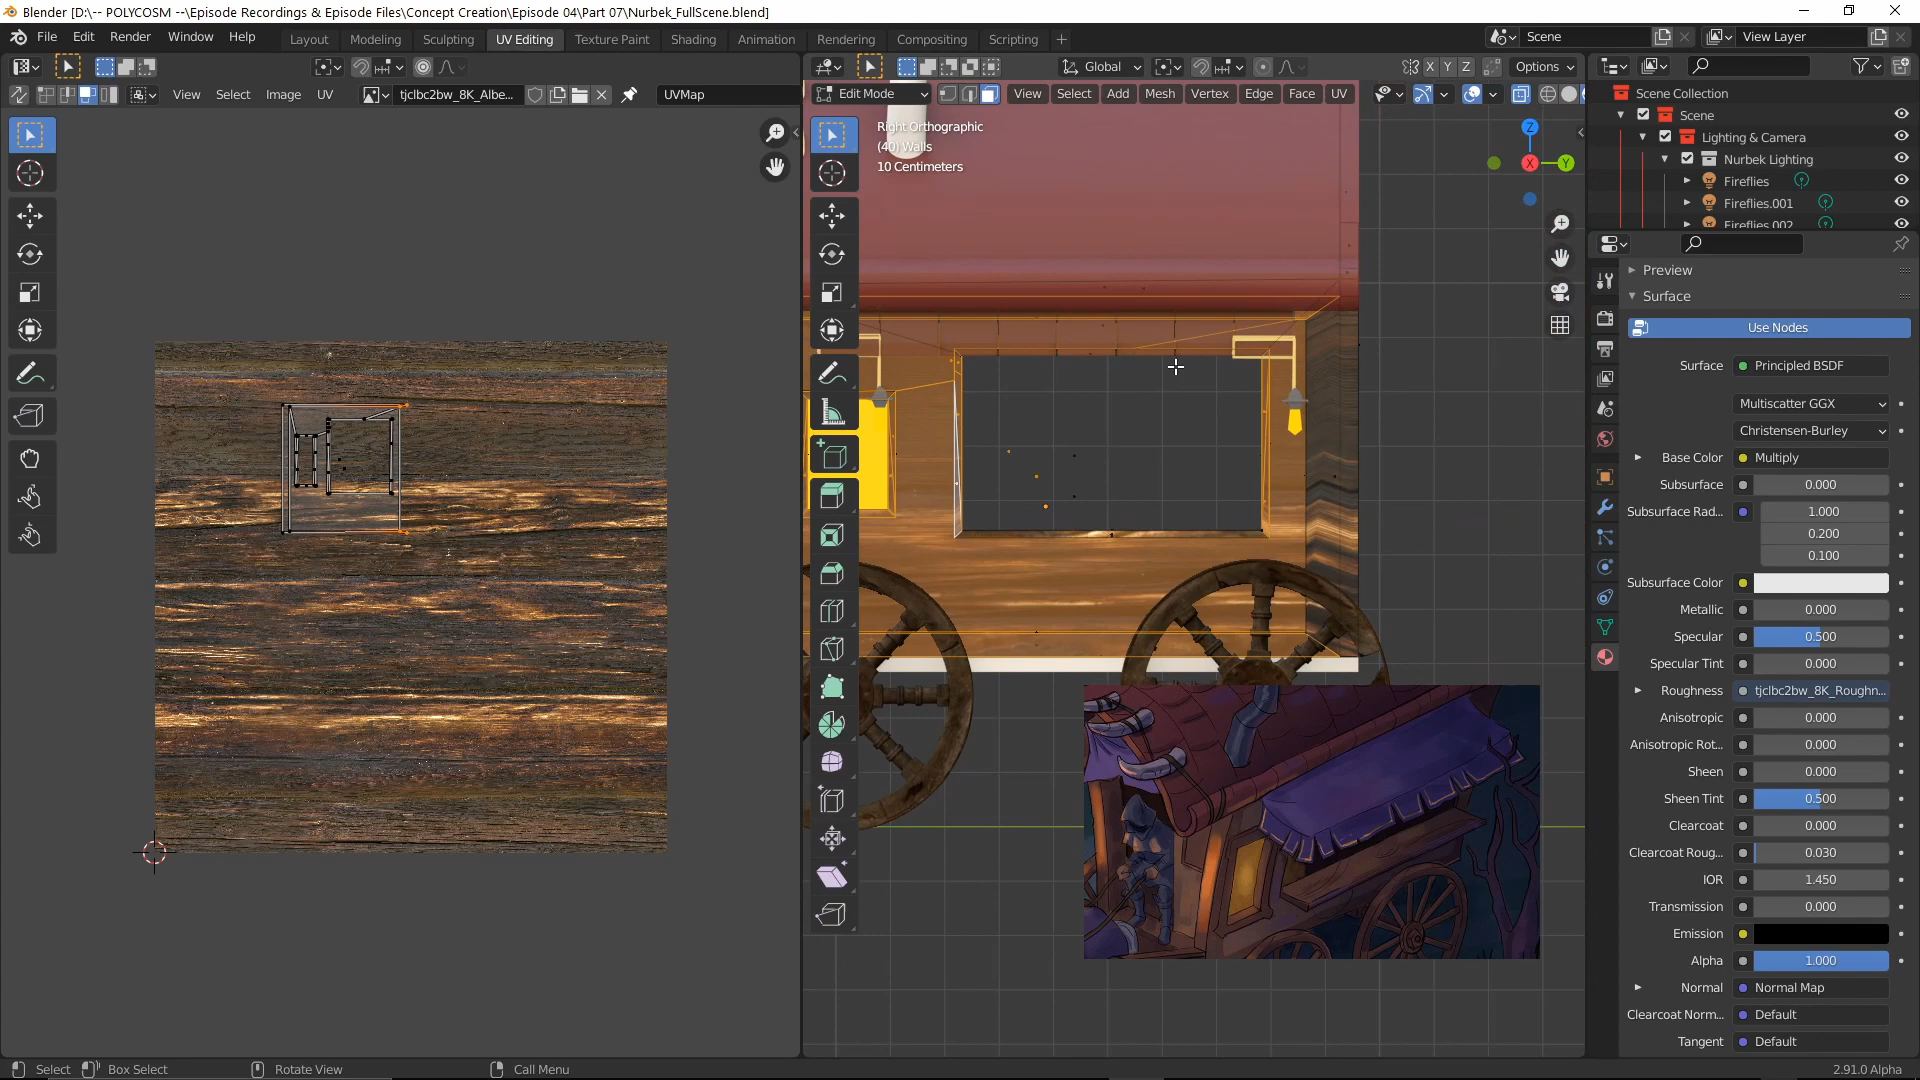 Blender [D:\-- POLYCOSM --\Episode Recordings & Episode Files\Concept Creation\Episode 04\Part 07\Nurbek_FullScene.blend]
File Edit Render Window Help Layout Modeling Sculpting UV Editing Texture Paint Shading Animation Rendering Compositing Scripting + Scene View Layer
Global X Y Z Options
View Select Image UV tjclbc2bw_8K_Albe... UVMap Edit Mode View Select Add Mesh Vertex Edge Face UV
Right Orthographic
(40) Walls
10 Centimeters
Z
X
Y
Scene Collection
Scene
Lighting & Camera
Nurbek Lighting
Fireflies
Fireflies.001
Fireflies.002
Preview
Surface
Use Nodes
Surface Principled BSDF
Multiscatter GGX
Christensen-Burley
Base Color Multiply
Subsurface 0.000
Subsurface Rad... 1.000
0.200
0.100
Subsurface Color
Metallic 0.000
Specular 0.500
Specular Tint 0.000
Roughness tjclbc2bw_8K_Roughn...
Anisotropic 0.000
Anisotropic Rot... 0.000
Sheen 0.000
Sheen Tint 0.500
Clearcoat 0.000
Clearcoat Roug... 0.030
IOR 1.450
Transmission 0.000
Emission
Alpha 1.000
Normal Normal Map
Clearcoat Norm... Default
Tangent Default
Select Box Select Rotate View Call Menu 2.91.0 Alpha